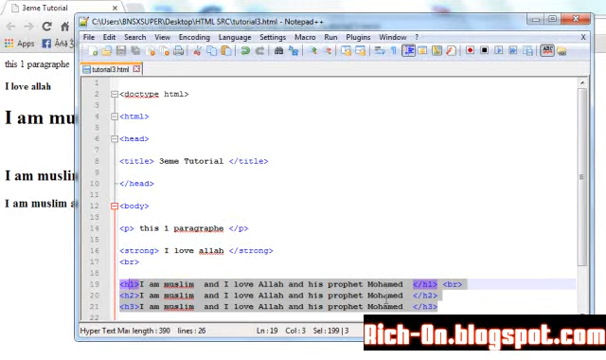 3eme Tutorial
C:\Users\BNSXSUPER\Desktop\HTML SRC\tutorial3.html - Notepad++
File Edit Search View Encoding Language Settings Macro Run Plugins Window ?
Apps
tutorial3.html
this 1 paragraphe
I love allah
I am mu
I am muslin
I am muslim a
1
2 <doctype html>
3
4 <html>
5
6 <head>
7
8 <title> 3eme Tutorial </title>
9
10 </head>
11
12 <body>
13
14 <p> this 1 paragraphe </p>
15
16 <strong> I love allah </strong>
17 <br>
18
19 <h1>I am muslim and I love Allah and his prophet Mohamed </h1> <br>
20 <h2>I am muslim and I love Allah and his prophet Mohamed </h2>
21 <h3>I am muslim and I love Allah and his prophet Mohamed </h3>
22
Hyper Text Mar length : 390 lines : 26 Ln : 19 Col : 3 Sel : 199 | 3
Rich-On.blogspot.com